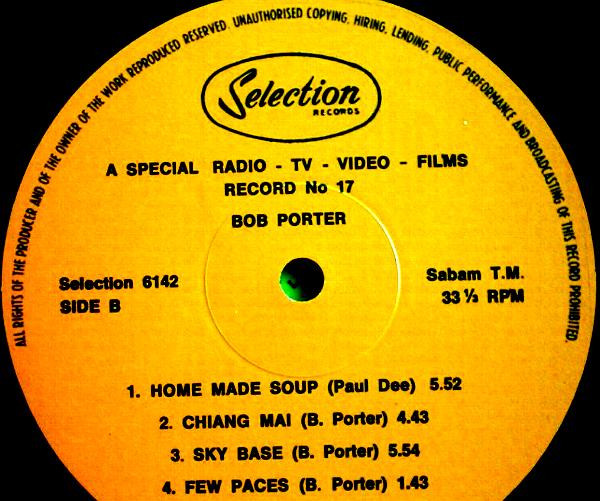 ALL RIGHTS OF THE PRODUCER AND OF THE OWNER OF THE WORK REPRODUCED RESERVED. UNAUTHORISED COPYING, HIRING, LENDING, PUBLIC PERFORMANCE AND BROADCASTING OF THIS RECORD PROHIBITED.
Selection
RECORDS
A SPECIAL RADIO - TV - VIDEO - FILMS
RECORD No 17
BOB PORTER
Selection 6142
SIDE B
Sabam T.M.
33 ⅓ RPM
1. HOME MADE SOUP (Paul Dee) 5.52
2. CHIANG MAI (B. Porter) 4.43
3. SKY BASE (B. Porter) 5.54
4. FEW PACES (B. Porter) 1.43